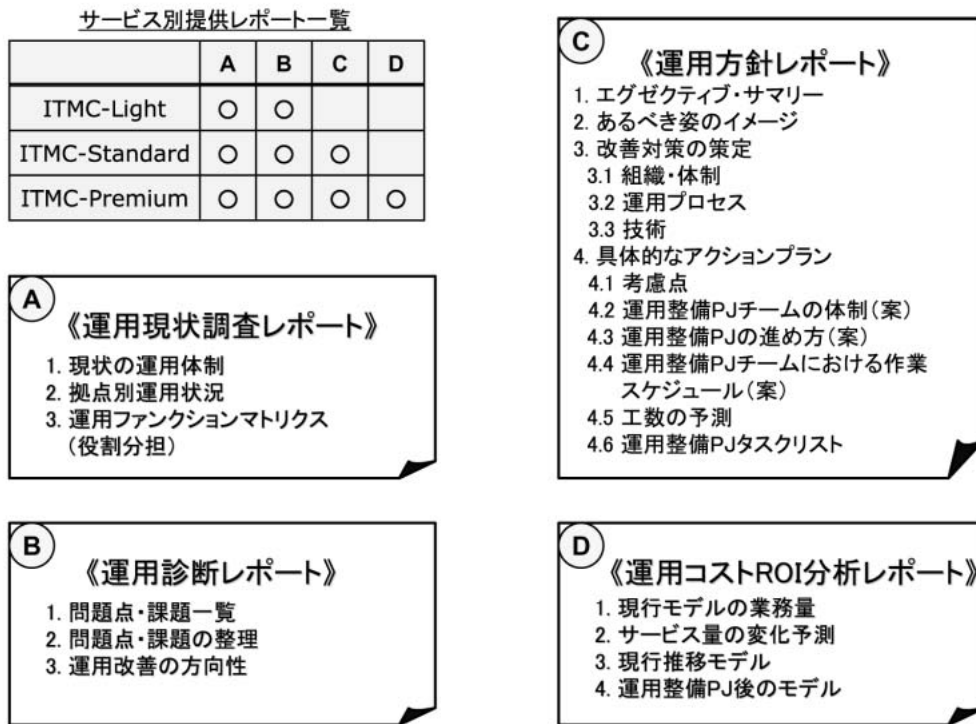 サービス別提供レポート一覧
A B C D
ITMC-Light ○ ○
ITMC-Standard ○ ○ ○
ITMC-Premium ○ ○ ○ ○
A
《運用現状調査レポート》
1. 現状の運用体制
2. 拠点別運用状況
3. 運用ファンクションマトリクス
(役割分担)
B
《運用診断レポート》
1. 問題点・課題一覧
2. 問題点・課題の整理
3. 運用改善の方向性
C
《運用方針レポート》
1. エグゼクティブ・サマリー
2. あるべき姿のイメージ
3. 改善対策の策定
3.1 組織・体制
3.2 運用プロセス
3.3 技術
4. 具体的なアクションプラン
4.1 考慮点
4.2 運用整備PJチームの体制(案)
4.3 運用整備PJの進め方(案)
4.4 運用整備PJチームにおける作業
スケジュール(案)
4.5 工数の予測
4.6 運用整備PJタスクリスト
D
《運用コストROI分析レポート》
1. 現行モデルの業務量
2. サービス量の変化予測
3. 現行推移モデル
4. 運用整備PJ後のモデル